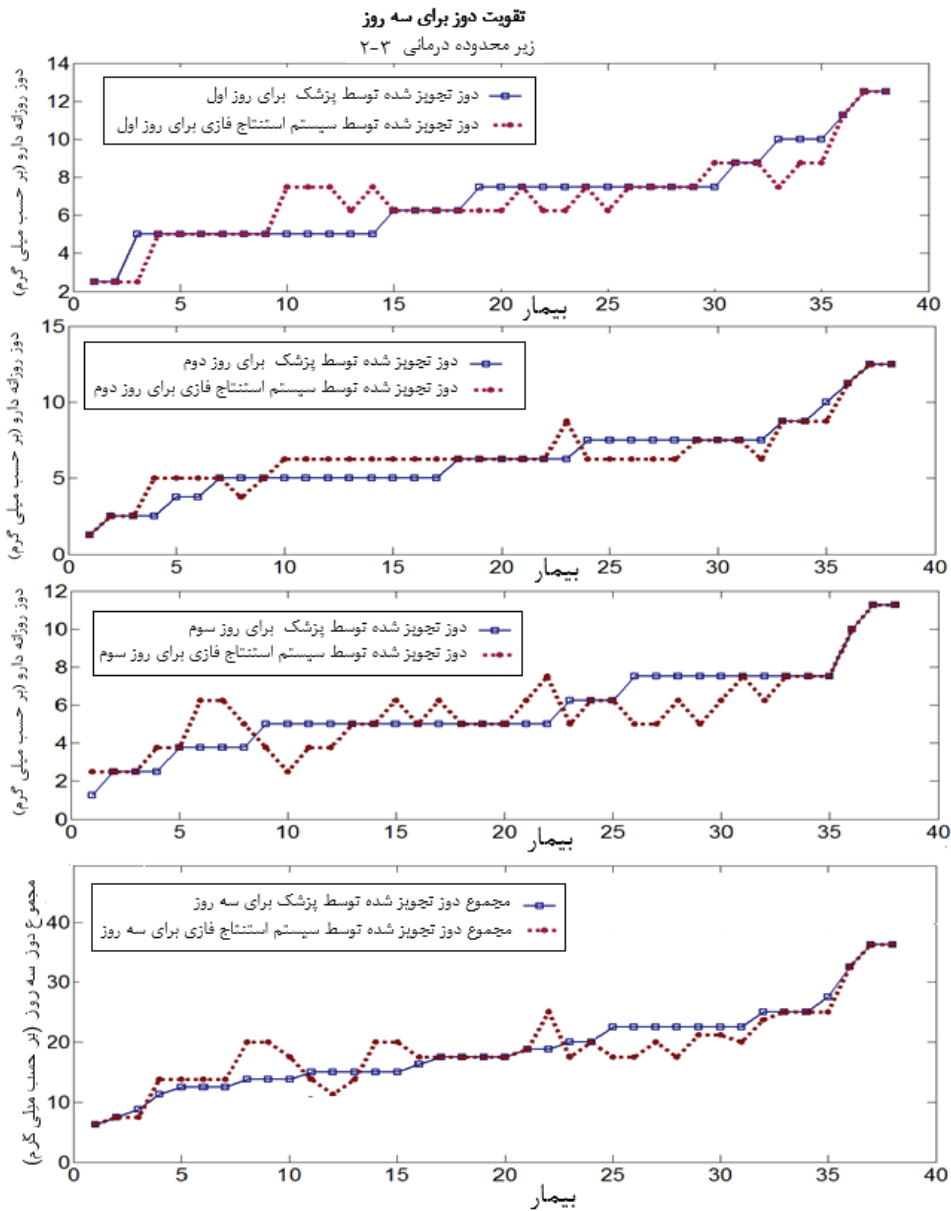 تقویت دوز برای سه روز
زیر محدوده درمانی ۳-۲
دوز روزانه دارو (بر حسب میلی گرم)
14
12
10
8
6
4
2
دوز تجویز شده توسط پزشک برای روز اول
دوز تجویز شده توسط سیستم استنتاج فازی برای روز اول
0 5 10 15 20 25 30 35 40
بیمار
دوز روزانه دارو (بر حسب میلی گرم)
15
10
5
0
دوز تجویز شده توسط پزشک برای روز دوم
دوز تجویز شده توسط سیستم استنتاج فازی برای روز دوم
0 5 10 15 20 25 30 35 40
بیمار
دوز روزانه دارو (بر حسب میلی گرم)
12
10
8
6
4
2
0
دوز تجویز شده توسط پزشک برای روز سوم
دوز تجویز شده توسط سیستم استنتاج فازی برای روز سوم
0 5 10 15 20 25 30 35 40
بیمار
مجموع دوز سه روز (بر حسب میلی گرم)
40
30
20
10
0
مجموع دوز تجویز شده توسط پزشک برای سه روز
مجموع دوز تجویز شده توسط سیستم استنتاج فازی برای سه روز
0 5 10 15 20 25 30 35 40
بیمار